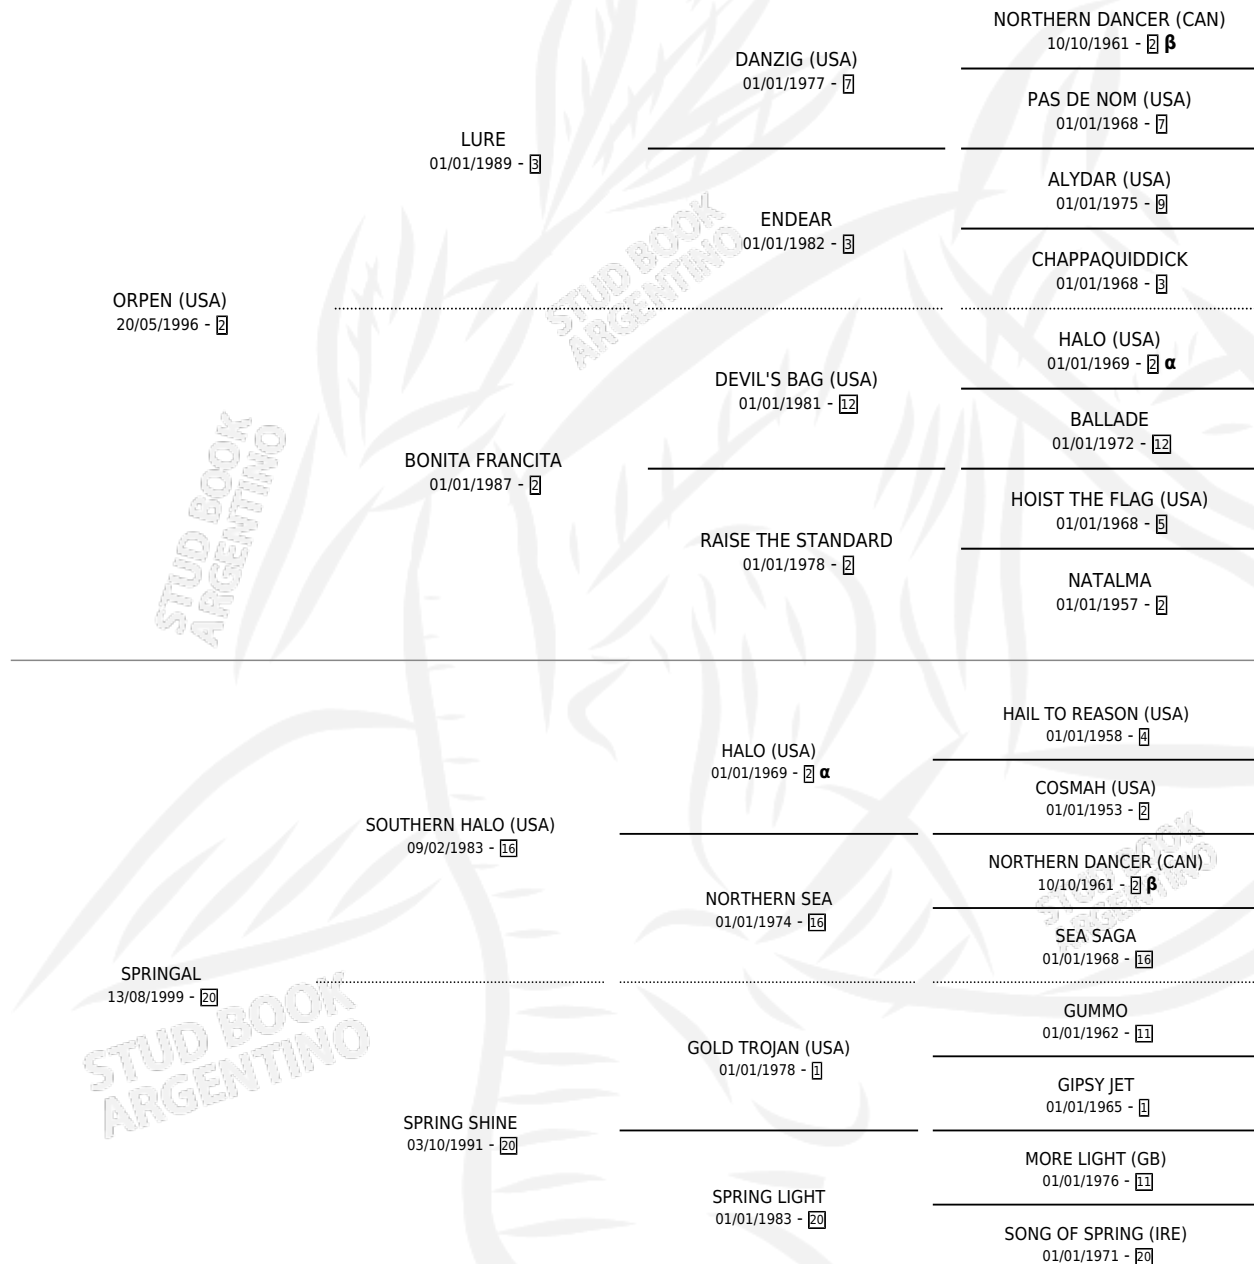 NORTHERN DANCER (CAN)
10/10/1961 - 2 β
DANZIG (USA)
01/01/1977 - 7
PAS DE NOM (USA)
01/01/1968 - 7
LURE
01/01/1989 - 3
ALYDAR (USA)
01/01/1975 - 9
ENDEAR
01/01/1982 - 3
CHAPPAQUIDDICK
01/01/1968 - 3
STUD BOOK
ARGENTINO
ORPEN (USA)
20/05/1996 - 2
HALO (USA)
01/01/1969 - 2 α
DEVIL'S BAG (USA)
01/01/1981 - 12
BALLADE
01/01/1972 - 12
BONITA FRANCITA
01/01/1987 - 2
HOIST THE FLAG (USA)
01/01/1968 - 5
RAISE THE STANDARD
01/01/1978 - 2
NATALMA
01/01/1957 - 2
STUD BOOK
ARGENTINO
HAIL TO REASON (USA)
01/01/1958 - 4
HALO (USA)
01/01/1969 - 2 α
COSMAH (USA)
01/01/1953 - 2
SOUTHERN HALO (USA)
09/02/1983 - 16
NORTHERN DANCER (CAN)
10/10/1961 - 2 β
NORTHERN SEA
01/01/1974 - 16
SEA SAGA
01/01/1968 - 16
STUD BOOK
ARGENTINO
SPRINGAL
13/08/1999 - 20
GUMMO
01/01/1962 - 11
GOLD TROJAN (USA)
01/01/1978 - 1
GIPSY JET
01/01/1965 - 1
SPRING SHINE
03/10/1991 - 20
MORE LIGHT (GB)
01/01/1976 - 11
SPRING LIGHT
01/01/1983 - 20
SONG OF SPRING (IRE)
01/01/1971 - 20
STUD BOOK
ARGENTINO